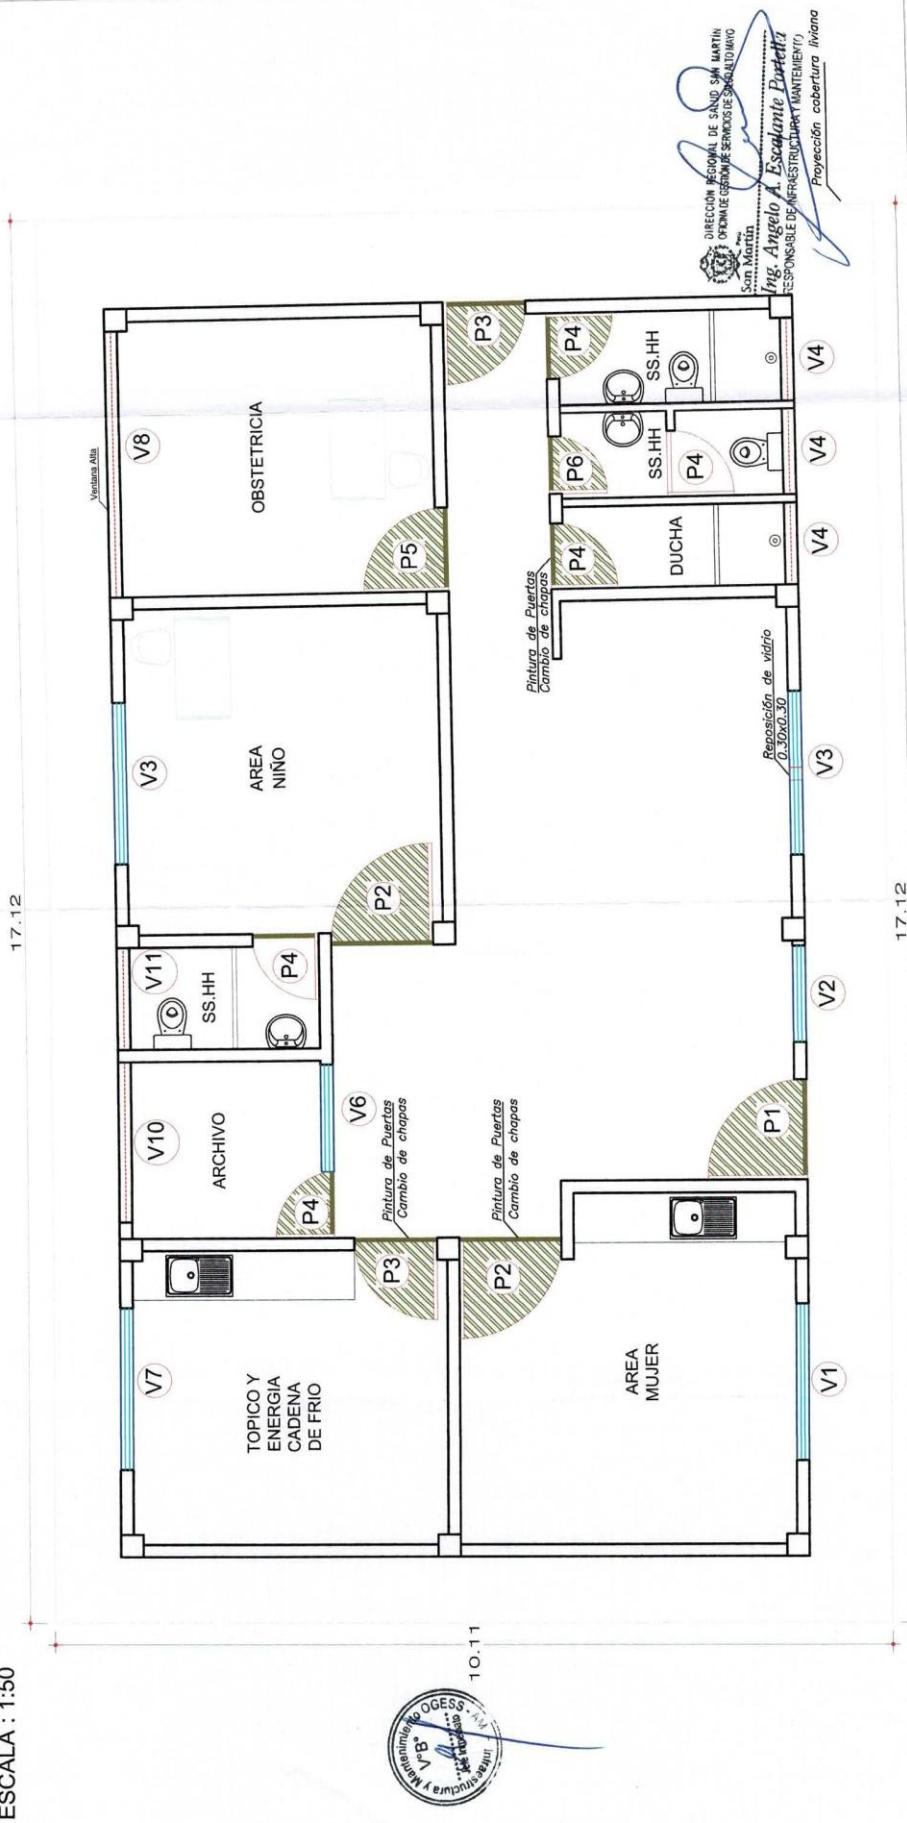 ESCALA : 1:50
17.12
Ventana Alta
V7
V10
V11
V3
V8
TOPICO Y
ENERGIA
CADENA
DE FRIO
ARCHIVO
SS.HH
AREA
NIÑO
OBSTETRICIA
P4
P4
V6
P3
P2
P5
P3
Pintura de Puertas
Cambio de chapas
Pintura de Puertas
Cambio de chapas
Pintura de Puertas
Cambio de chapas
10.11
P2
P4
P6
P4
AREA
MUJER
DUCHA
SS.HH
SS.HH
P4
P1
Reposición de vidrio
0.30x0.30
V1
V2
V3
V4
V4
V4
17.12
DIRECCIÓN REGIONAL DE SALUD SAN MARTÍN
OFICINA DE GESTIÓN DE SERVICIOS DE SALUD ALTO MAYO
San Martín
Ing. Angelo A. Escalante Portella
RESPONSABLE DE INFRAESTRUCTURA Y MANTEMIENTO
Proyección cobertura liviana
Infraestructura y Mantenimiento OGESS - AM
V°B°